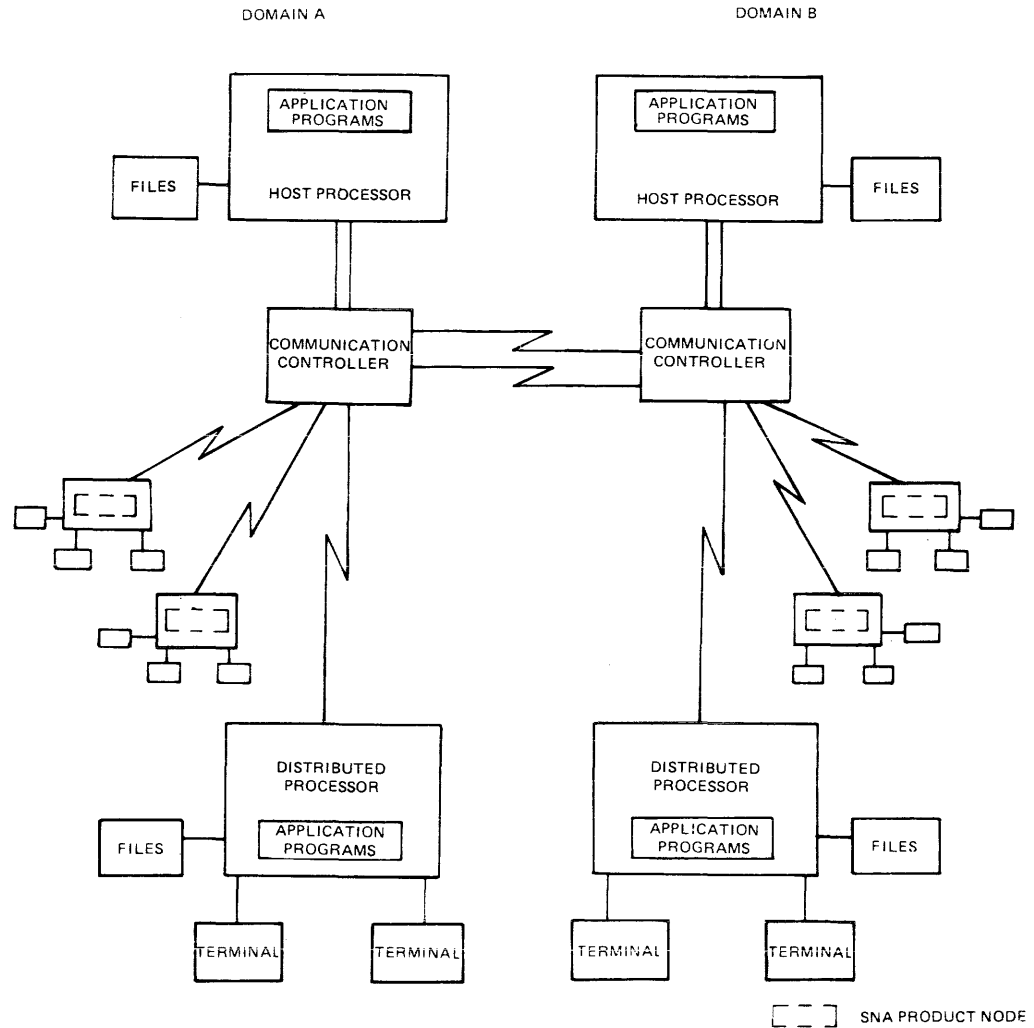 DOMAIN A
DOMAIN B
APPLICATION
PROGRAMS
HOST PROCESSOR
FILES
APPLICATION
PROGRAMS
HOST PROCESSOR
FILES
COMMUNICATION
CONTROLLER
COMMUNICATION
CONTROLLER
DISTRIBUTED
PROCESSOR
APPLICATION
PROGRAMS
FILES
TERMINAL
TERMINAL
DISTRIBUTED
PROCESSOR
APPLICATION
PROGRAMS
FILES
TERMINAL
TERMINAL
SNA PRODUCT NODE